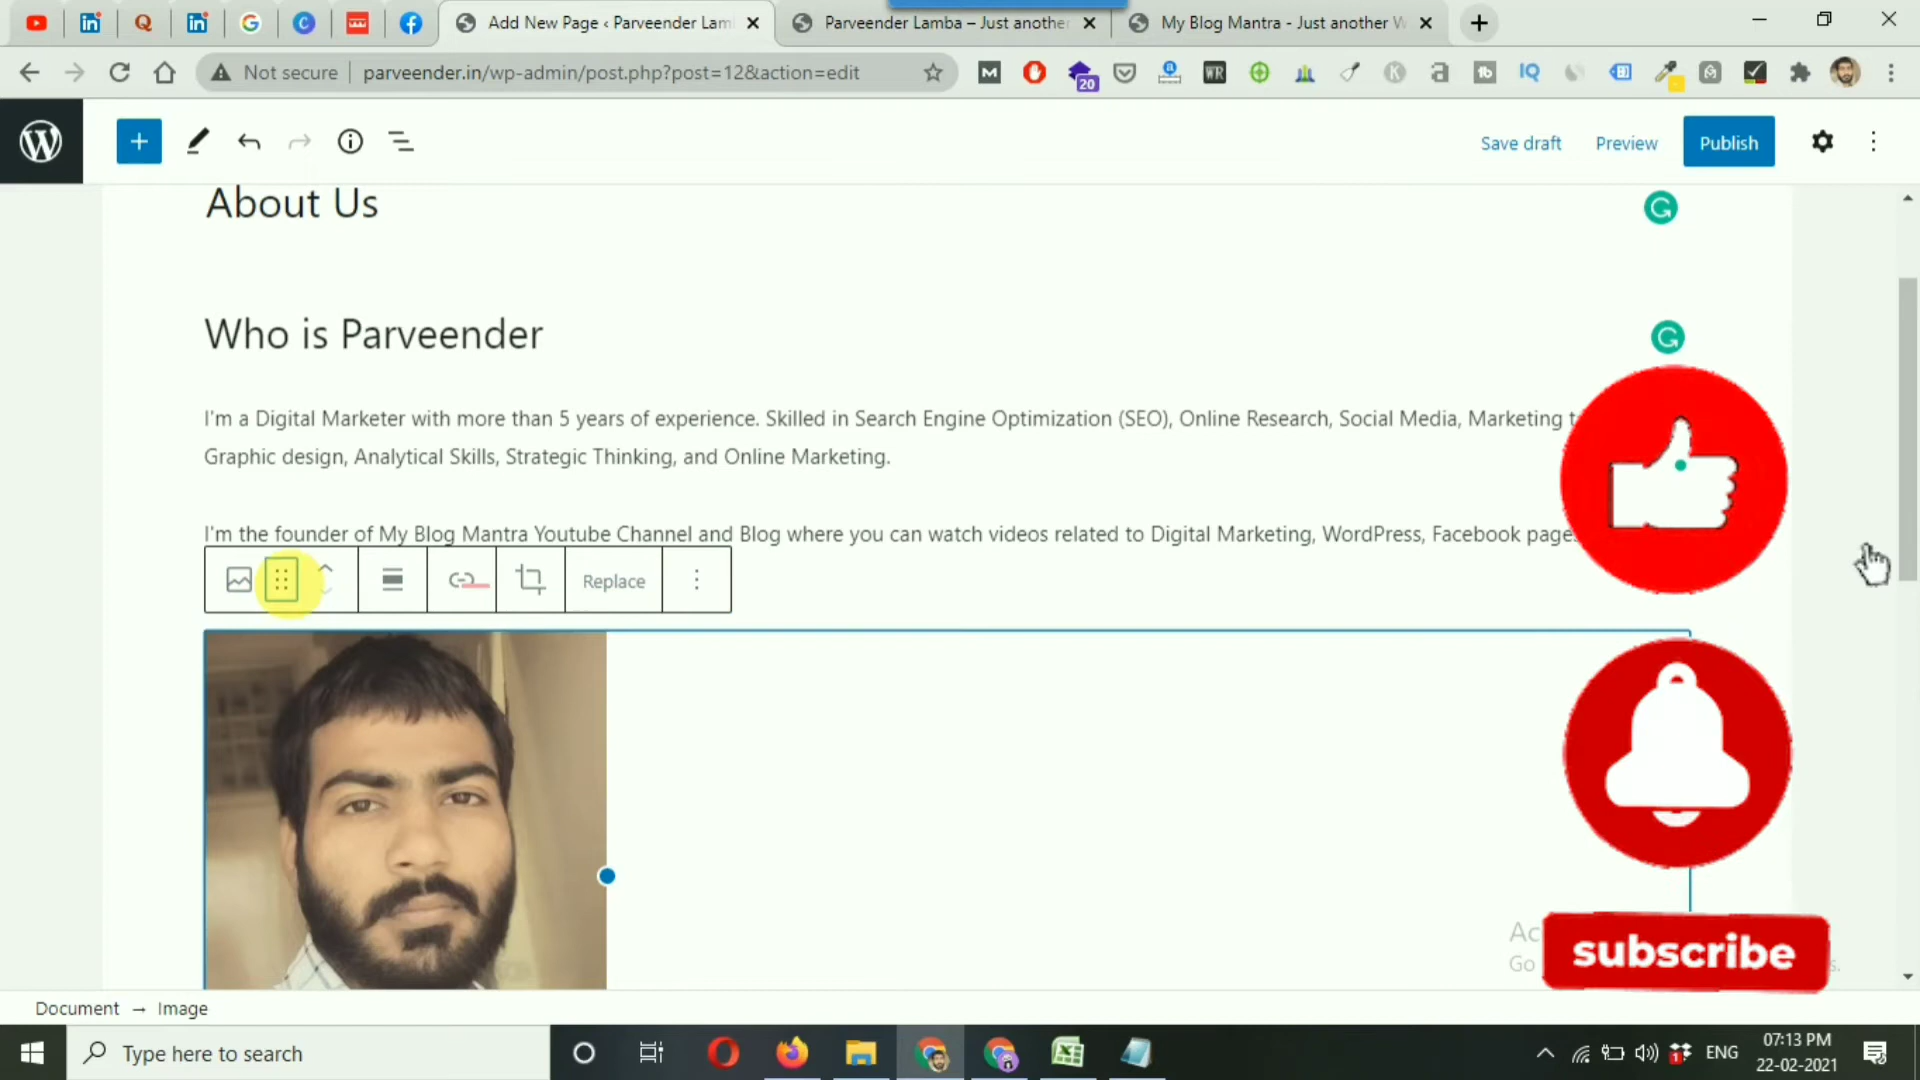 Add New Page ‹ Parveender Lam
Parveender Lamba – Just another
My Blog Mantra - Just another W
Not secure
parveender.in/wp-admin/post.php?post=12&action=edit
20
Save draft
Preview
Publish
About Us
Who is Parveender
I'm a Digital Marketer with more than 5 years of experience. Skilled in Search Engine Optimization (SEO), Online Research, Social Media, Marketing
Graphic design, Analytical Skills, Strategic Thinking, and Online Marketing.
I'm the founder of My Blog Mantra Youtube Channel and Blog where you can watch videos related to Digital Marketing, WordPress, Facebook page
Replace
Go
subscribe
Document → Image
Type here to search
ENG
07:13 PM
22-02-2021